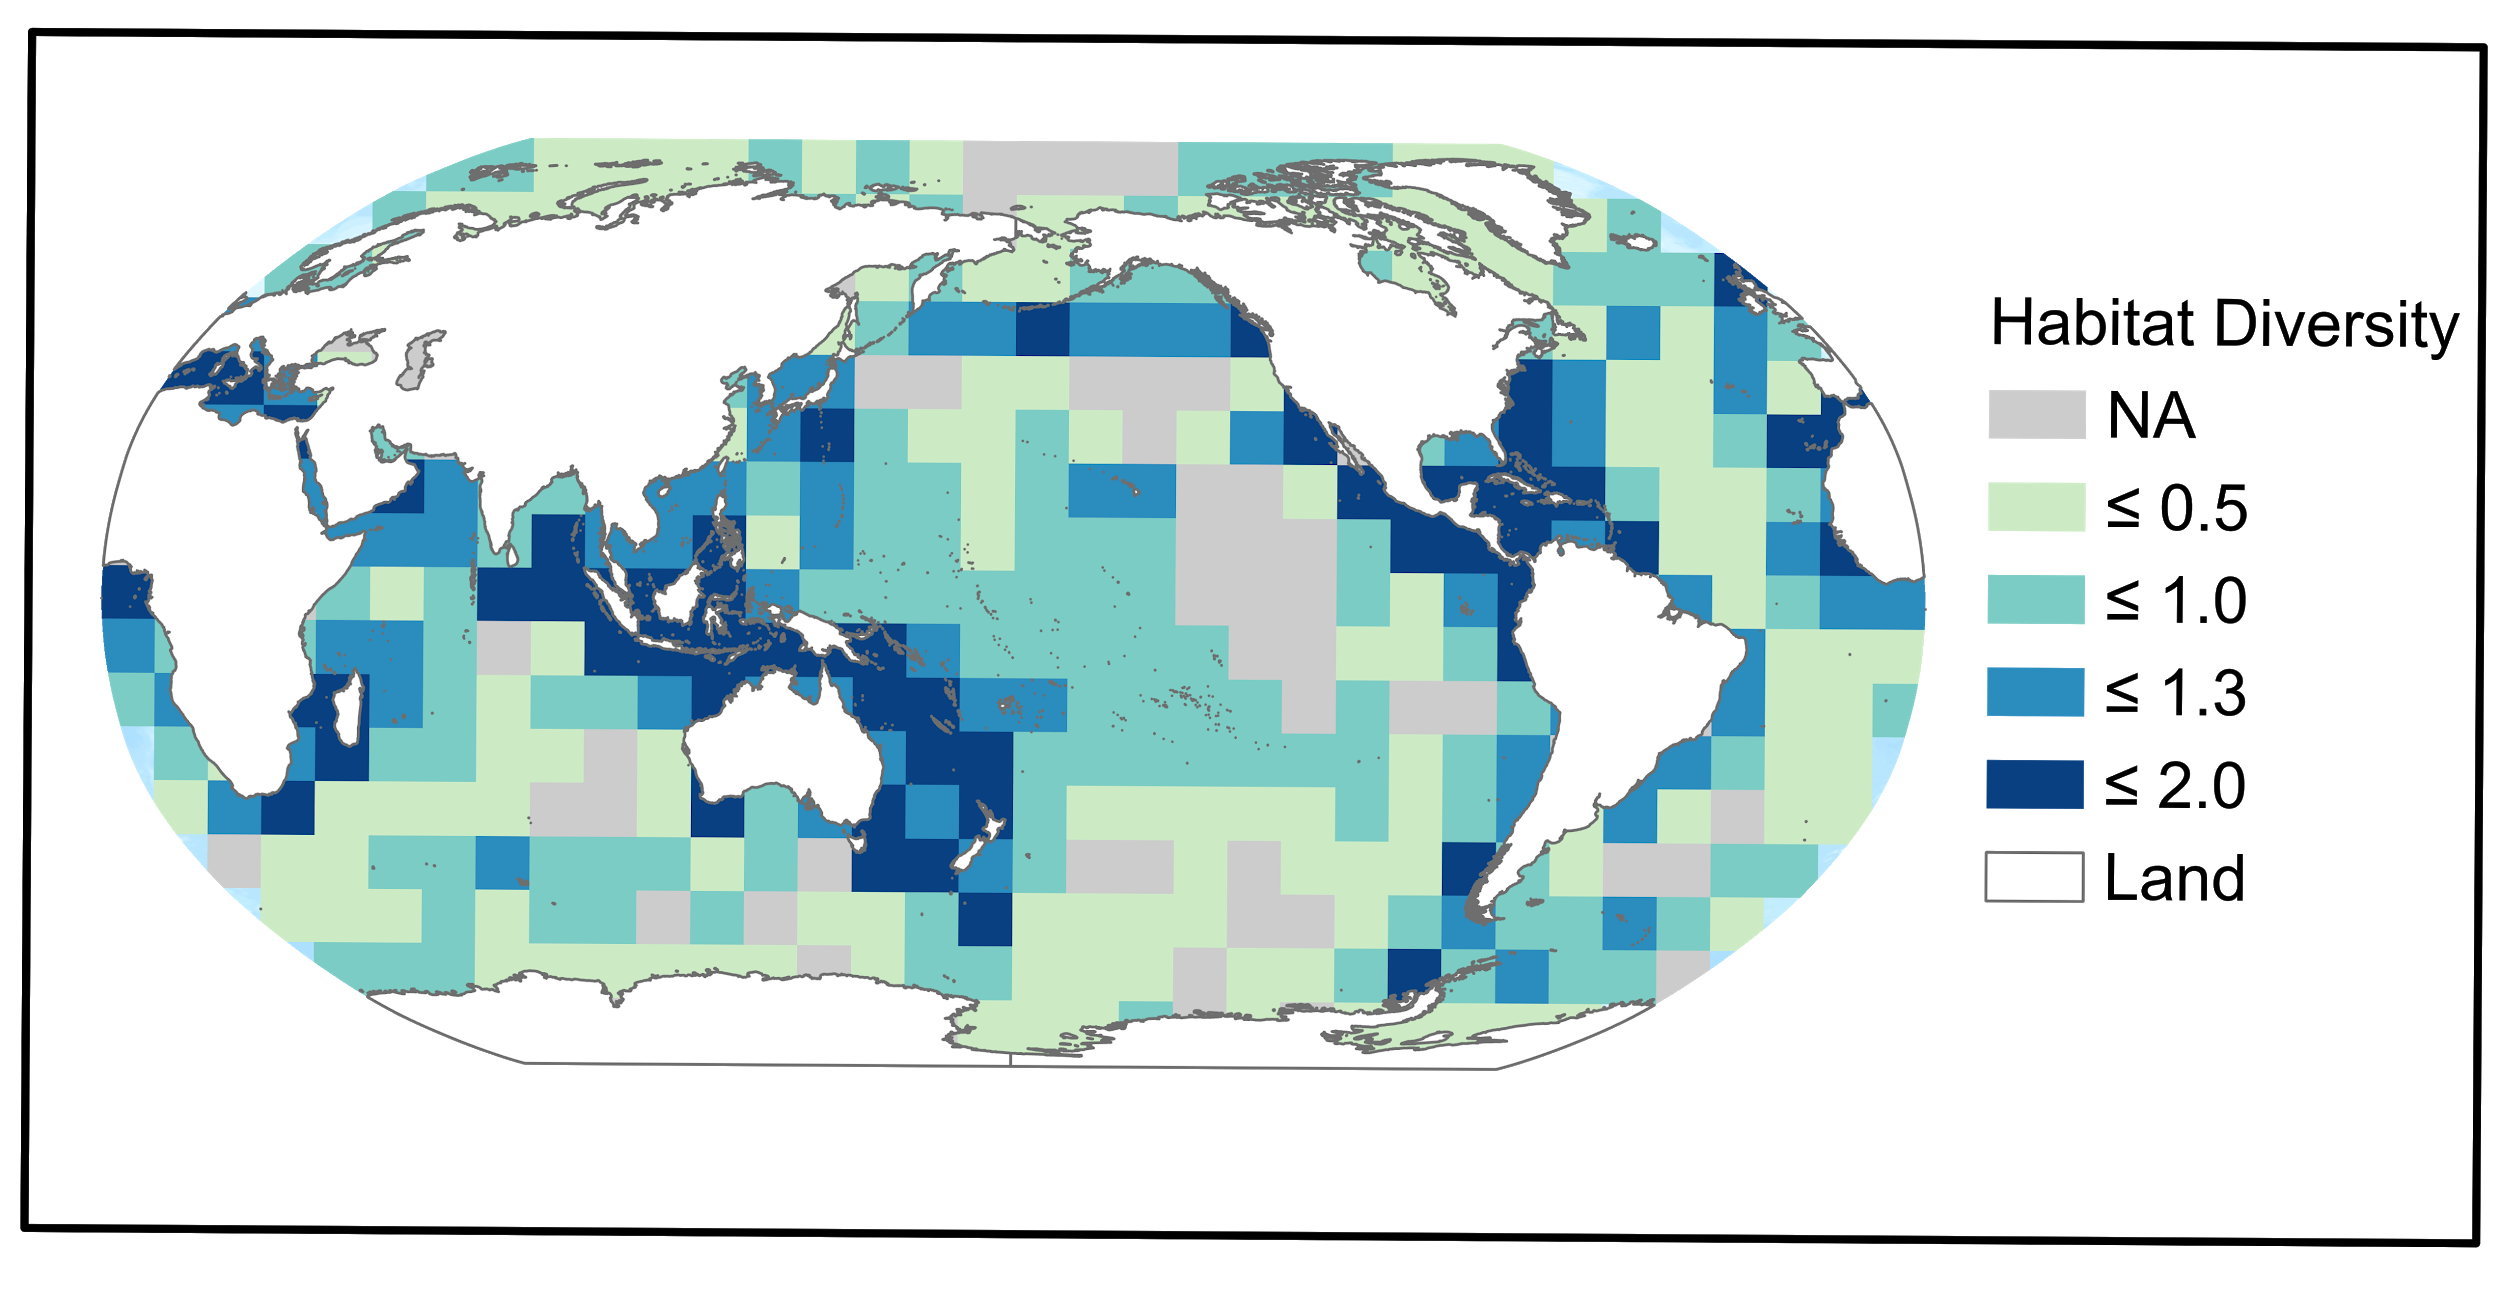 Habitat Diversity
NA
≤ 0.5
≤ 1.0
≤ 1.3
≤ 2.0
Land